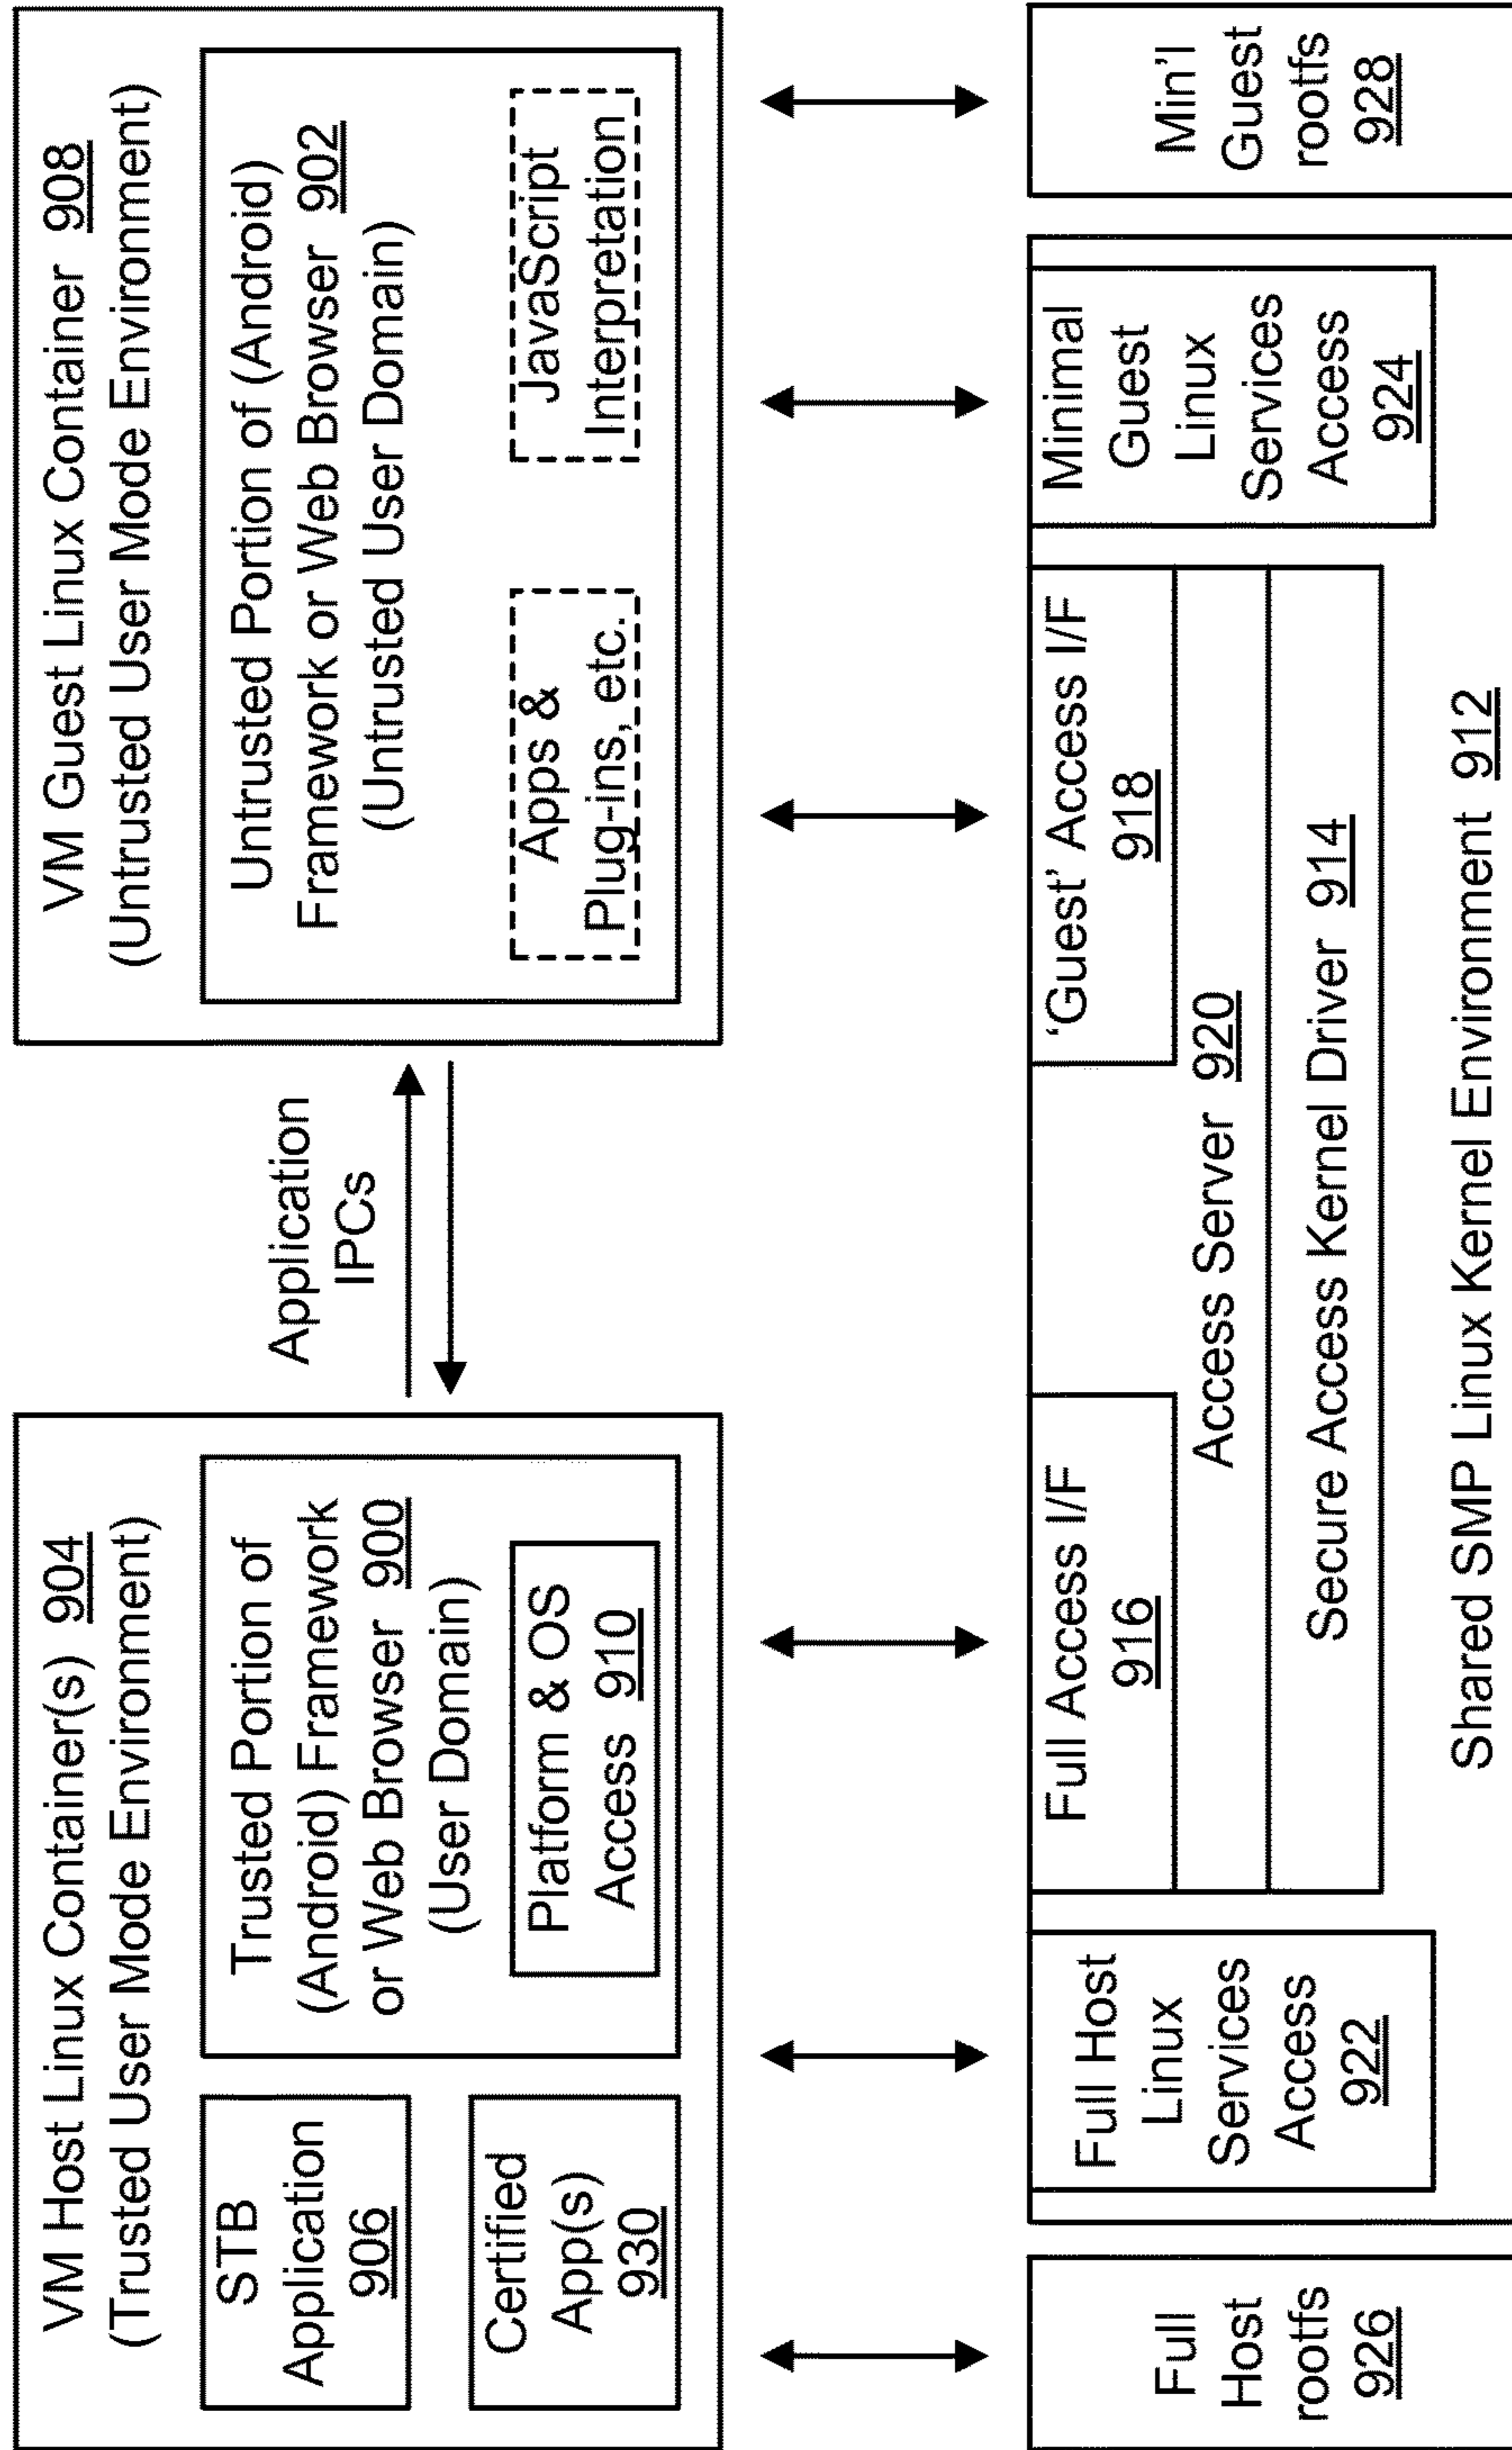 VM Host Linux Container(s) 904
(Trusted User Mode Environment)
STB
Application
906
Certified
App(s)
930
Trusted Portion of
(Android) Framework
or Web Browser 900
(User Domain)
Platform & OS
Access 910
Application
IPCs
VM Guest Linux Container 908
(Untrusted User Mode Environment)
Untrusted Portion of (Android)
Framework or Web Browser 902
(Untrusted User Domain)
Apps &
Plug-ins, etc.
JavaScript
Interpretation
Full
Host
rootfs
926
Full Host
Linux
Services
Access
922
Full Access I/F
916
'Guest' Access I/F
918
Access Server 920
Secure Access Kernel Driver 914
Minimal
Guest
Linux
Services
Access
924
Shared SMP Linux Kernel Environment 912
Min'l
Guest
rootfs
928